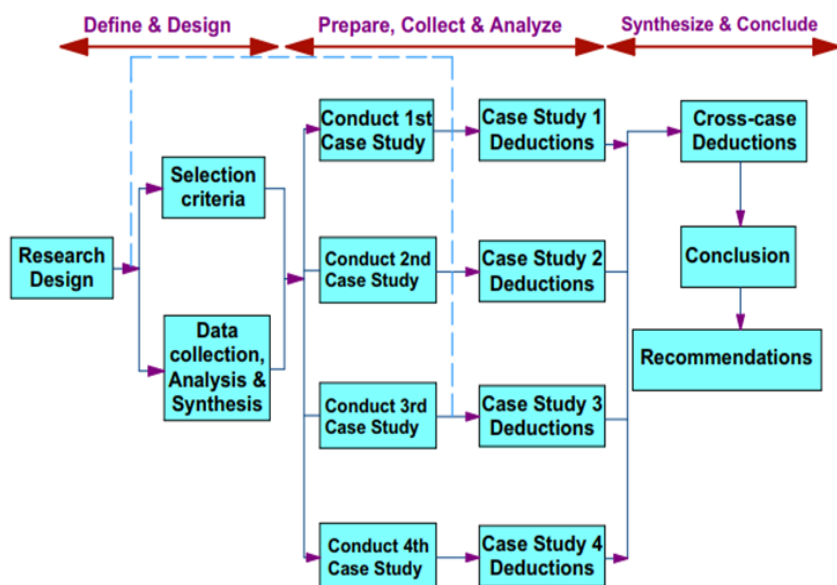 Define & Design
Prepare, Collect & Analyze
Synthesize & Conclude
Research
Design
Selection
criteria
Data
collection,
Analysis &
Synthesis
Conduct 1st
Case Study
Case Study 1
Deductions
Conduct 2nd
Case Study
Case Study 2
Deductions
Conduct 3rd
Case Study
Case Study 3
Deductions
Conduct 4th
Case Study
Case Study 4
Deductions
Cross-case
Deductions
Conclusion
Recommendations